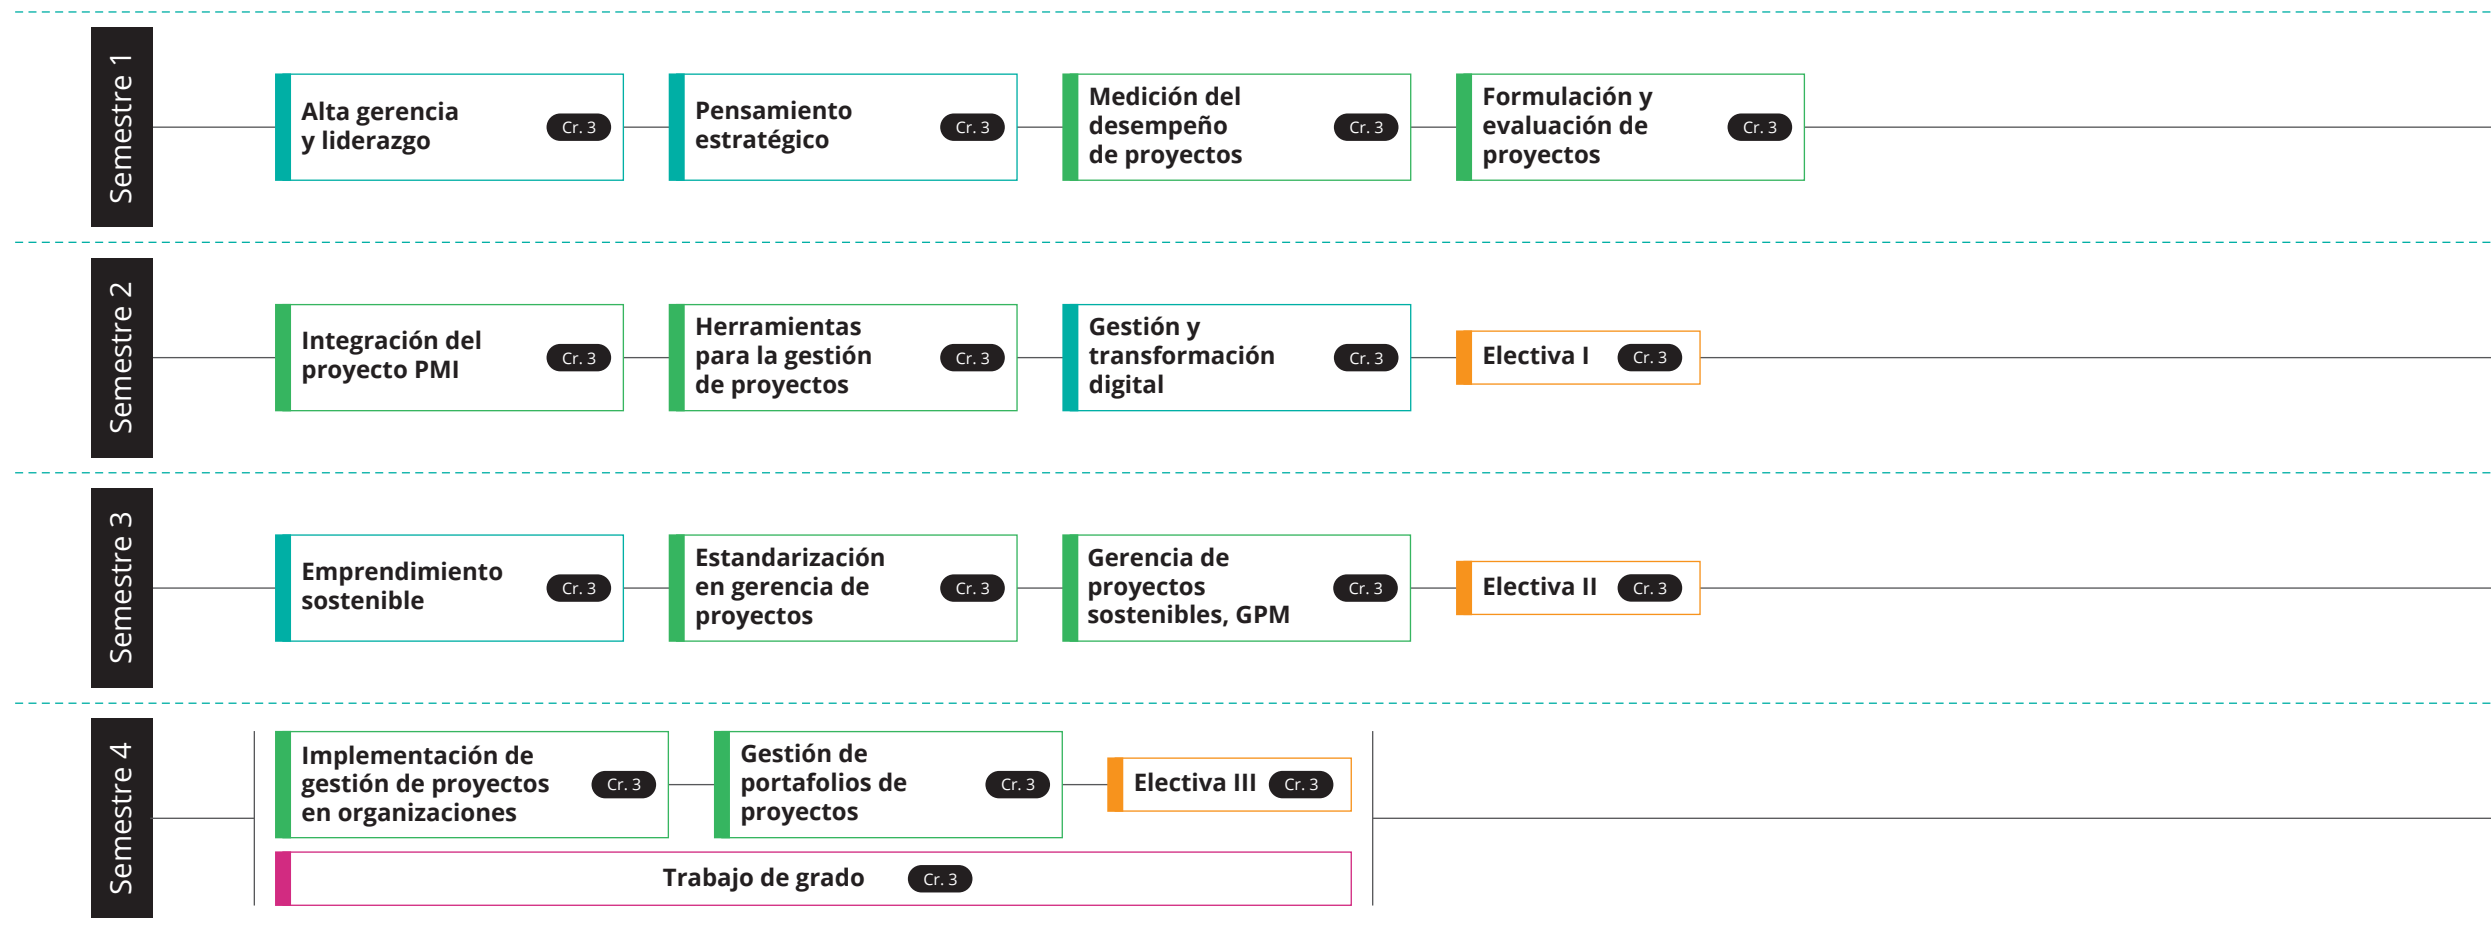 Semestre 1
Alta gerencia
y liderazgo
Cr. 3
Pensamiento
estratégico
Cr. 3
Medición del
desempeño
de proyectos
Cr. 3
Formulación y
evaluación de
proyectos
Cr. 3
Semestre 2
Integración del
proyecto PMI
Cr. 3
Herramientas
para la gestión
de proyectos
Cr. 3
Gestión y
transformación
digital
Cr. 3
Electiva I
Cr. 3
Semestre 3
Emprendimiento
sostenible
Cr. 3
Estandarización
en gerencia de
proyectos
Cr. 3
Gerencia de
proyectos
sostenibles, GPM
Cr. 3
Electiva II
Cr. 3
Semestre 4
Implementación de
gestión de proyectos
en organizaciones
Cr. 3
Gestión de
portafolios de
proyectos
Cr. 3
Electiva III
Cr. 3
Trabajo de grado
Cr. 3